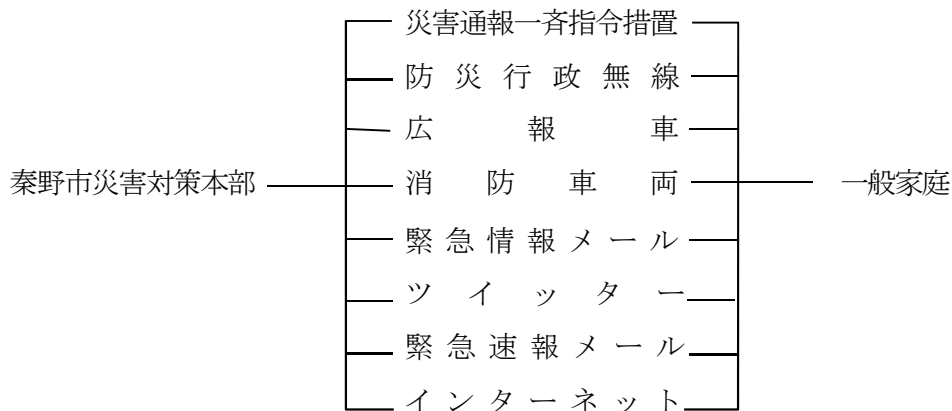 災害通報一斉指令措置
防災行政無線
広報車
秦野市災害対策本部
消防車両
一般家庭
緊急情報メール
ツイッター
緊急速報メール
インターネット